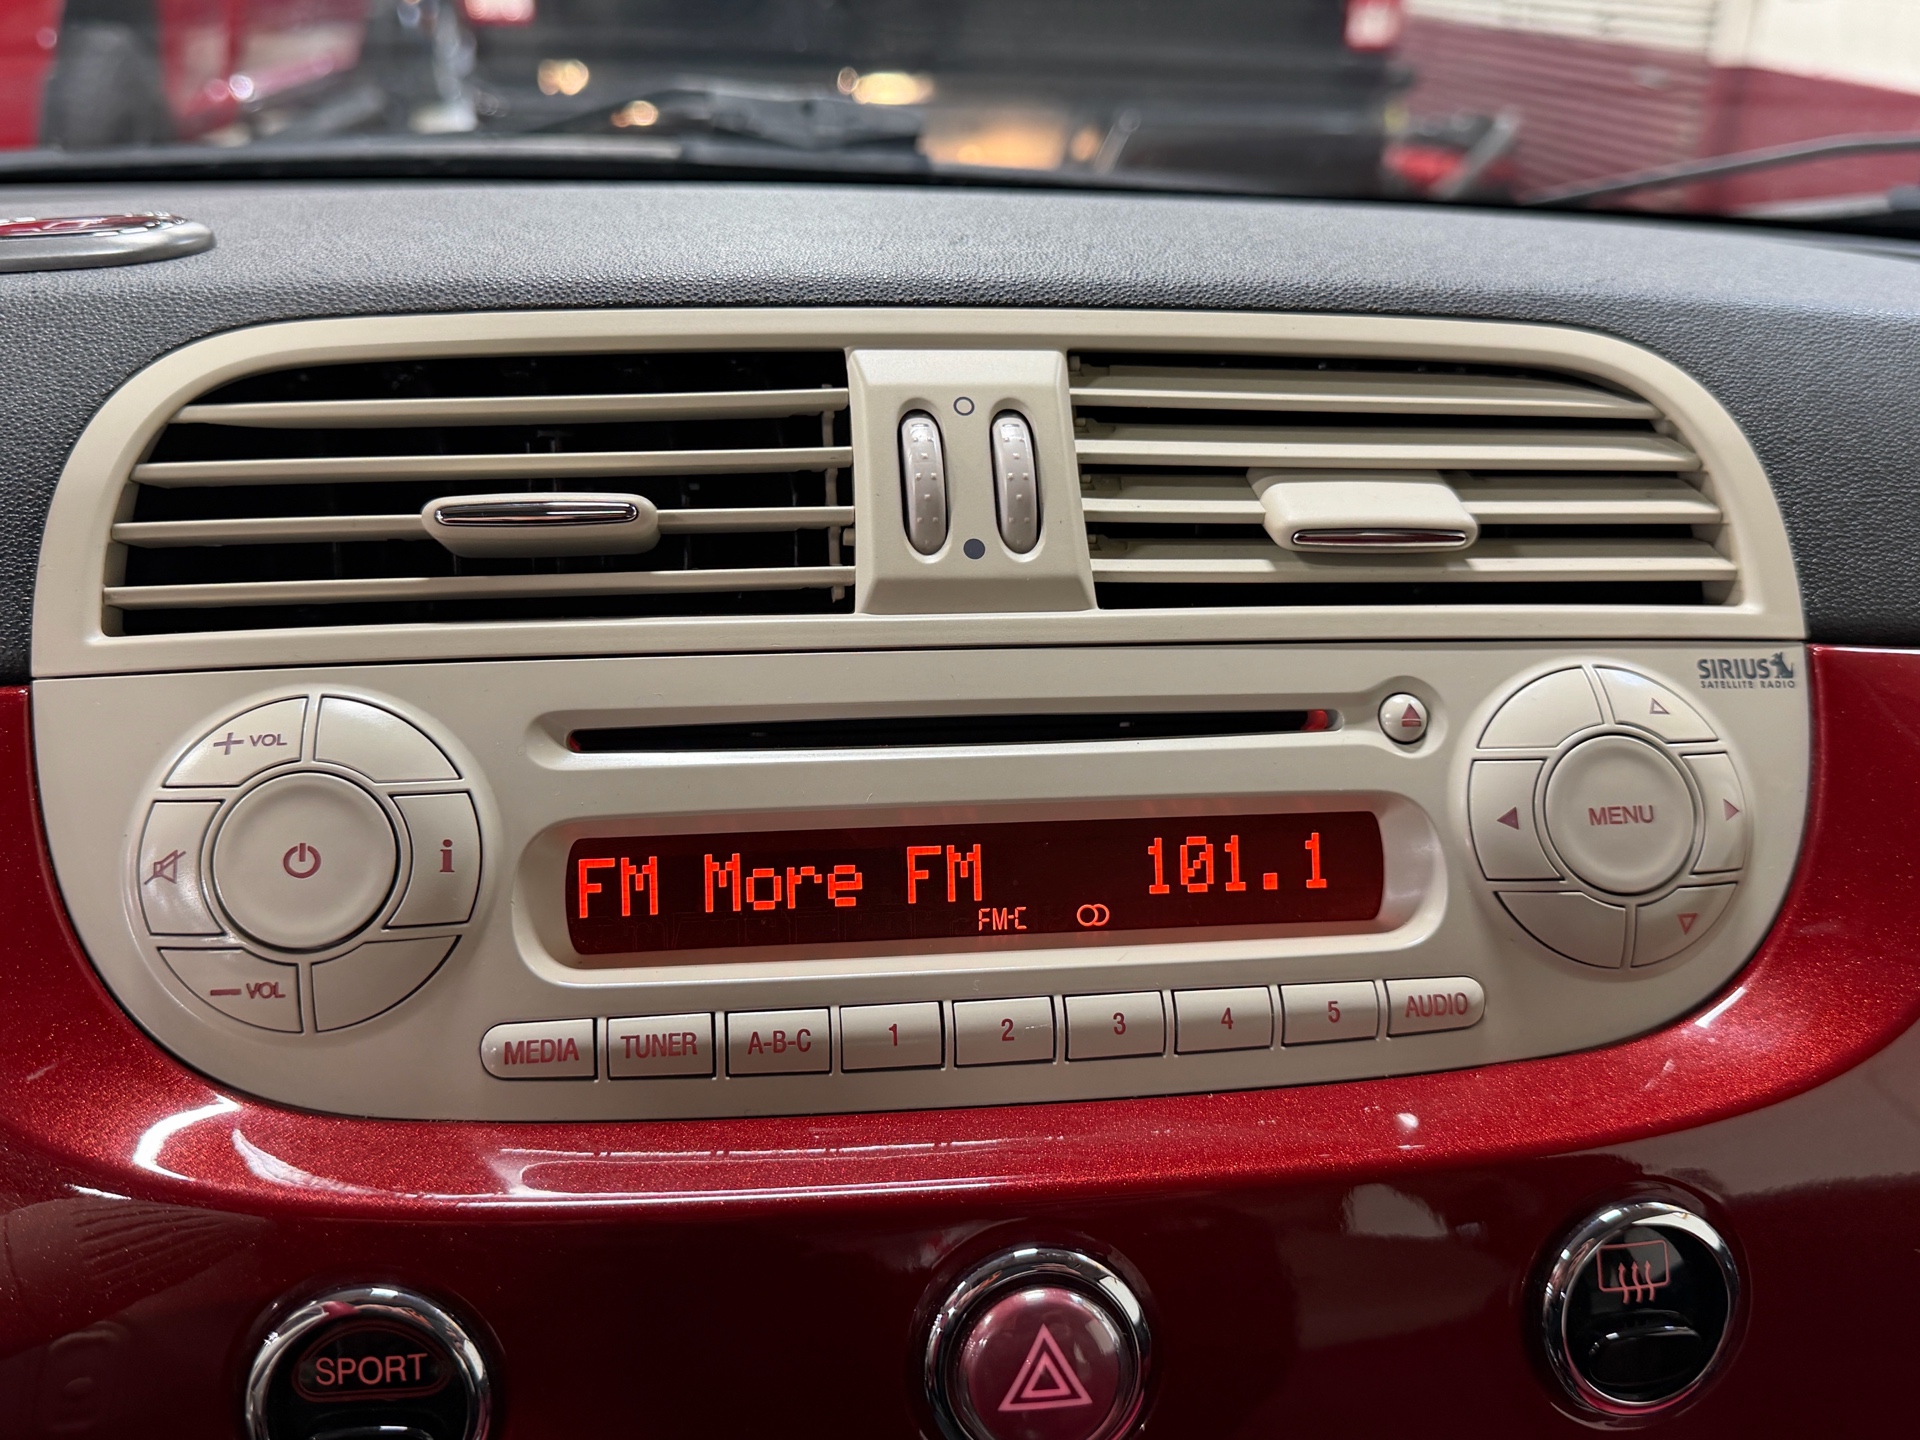 SIRIUS
SATELLITE RADIO
+ VOL
i
MENU
FM More FM 101.1
FM-C
— VOL
MEDIA TUNER A-B-C 1 2 3 4 5 AUDIO
SPORT